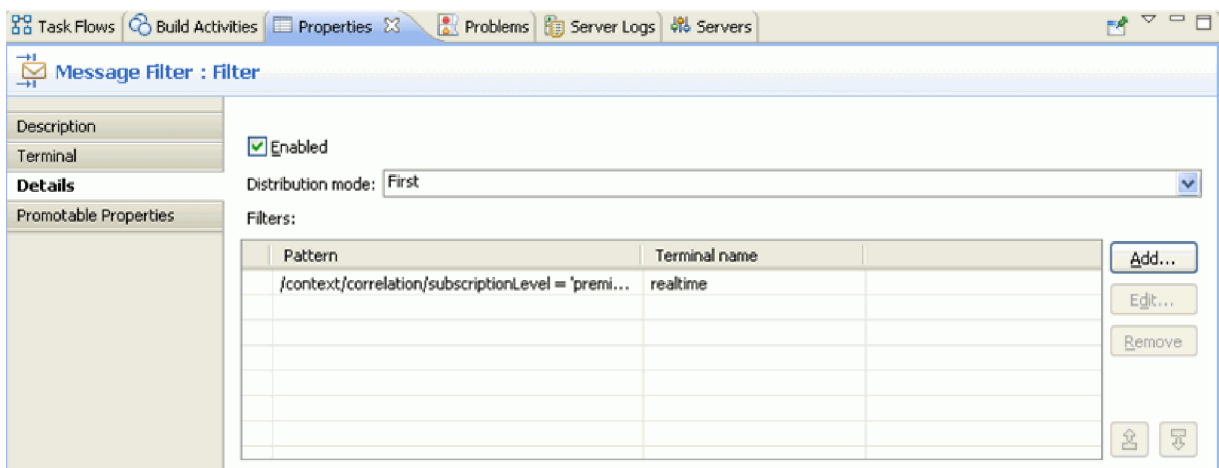 Task Flows Build Activities Properties Problems Server Logs Servers
Message Filter : Filter
Description
Terminal
Details
Promotable Properties
Enabled
Distribution mode: First
Filters:
Pattern Terminal name
/context/correlation/subscriptionLevel = 'premi... realtime
Add...
Edit...
Remove